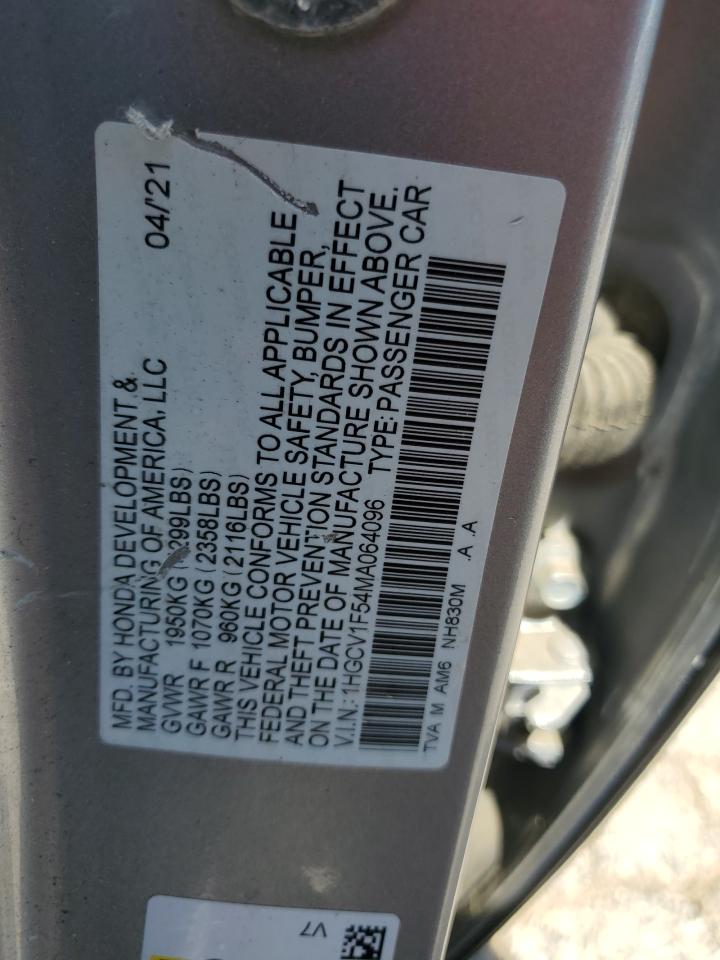 MFD. BY HONDA DEVELOPMENT &
MANUFACTURING OF AMERICA, LLC 04/'21
GVWR 1950KG (4299LBS)
GAWR F 1070KG (2358LBS)
GAWR R 960KG (2116LBS)
THIS VEHICLE CONFORMS TO ALL APPLICABLE
FEDERAL MOTOR VEHICLE SAFETY, BUMPER,
AND THEFT PREVENTION STANDARDS IN EFFECT
ON THE DATE OF MANUFACTURE SHOWN ABOVE.
V.I.N.: 1HGCV1F54MA064096 TYPE: PASSENGER CAR
TVA M AM6 NH830M .A .A
V7